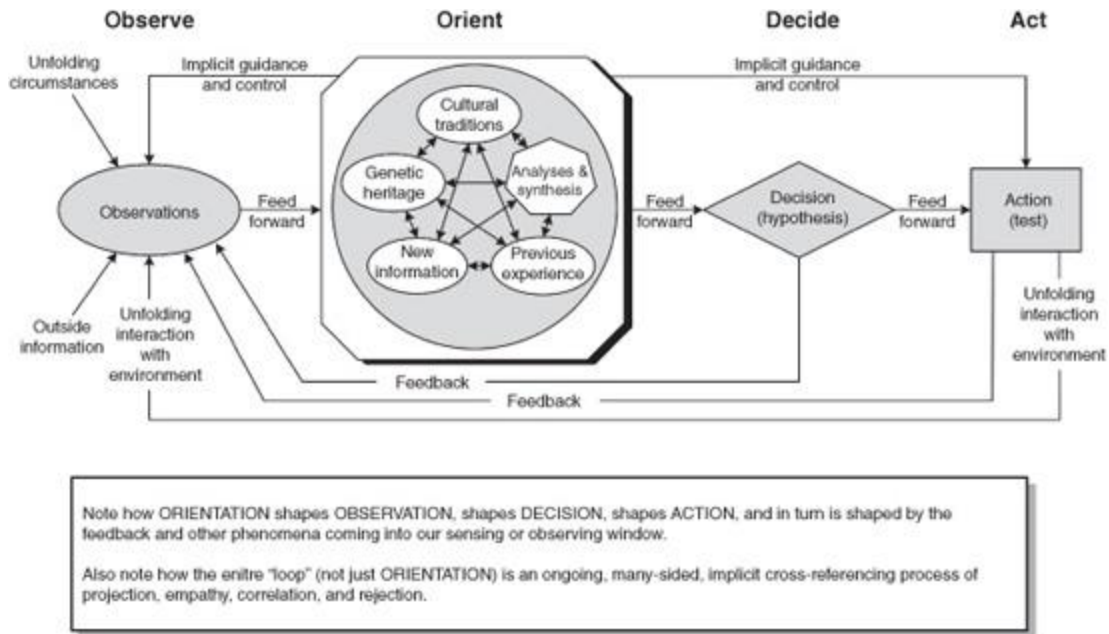 Observe
Orient
Decide
Act
Unfolding
circumstances
Implicit guidance
and control
Implicit guidance
and control
Cultural
traditions
Genetic
heritage
Analyses &
synthesis
New
information
Previous
experience
Observations
Feed
forward
Feed
forward
Decision
(hypothesis)
Feed
forward
Action
(test)
Outside
information
Unfolding
interaction
with
environment
Unfolding
interaction
with
environment
Feedback
Feedback
Note how ORIENTATION shapes OBSERVATION, shapes DECISION, shapes ACTION, and in turn is shaped by the
feedback and other phenomena coming into our sensing or observing window.
Also note how the enitre "loop" (not just ORIENTATION) is an ongoing, many-sided, implicit cross-referencing process of
projection, empathy, correlation, and rejection.